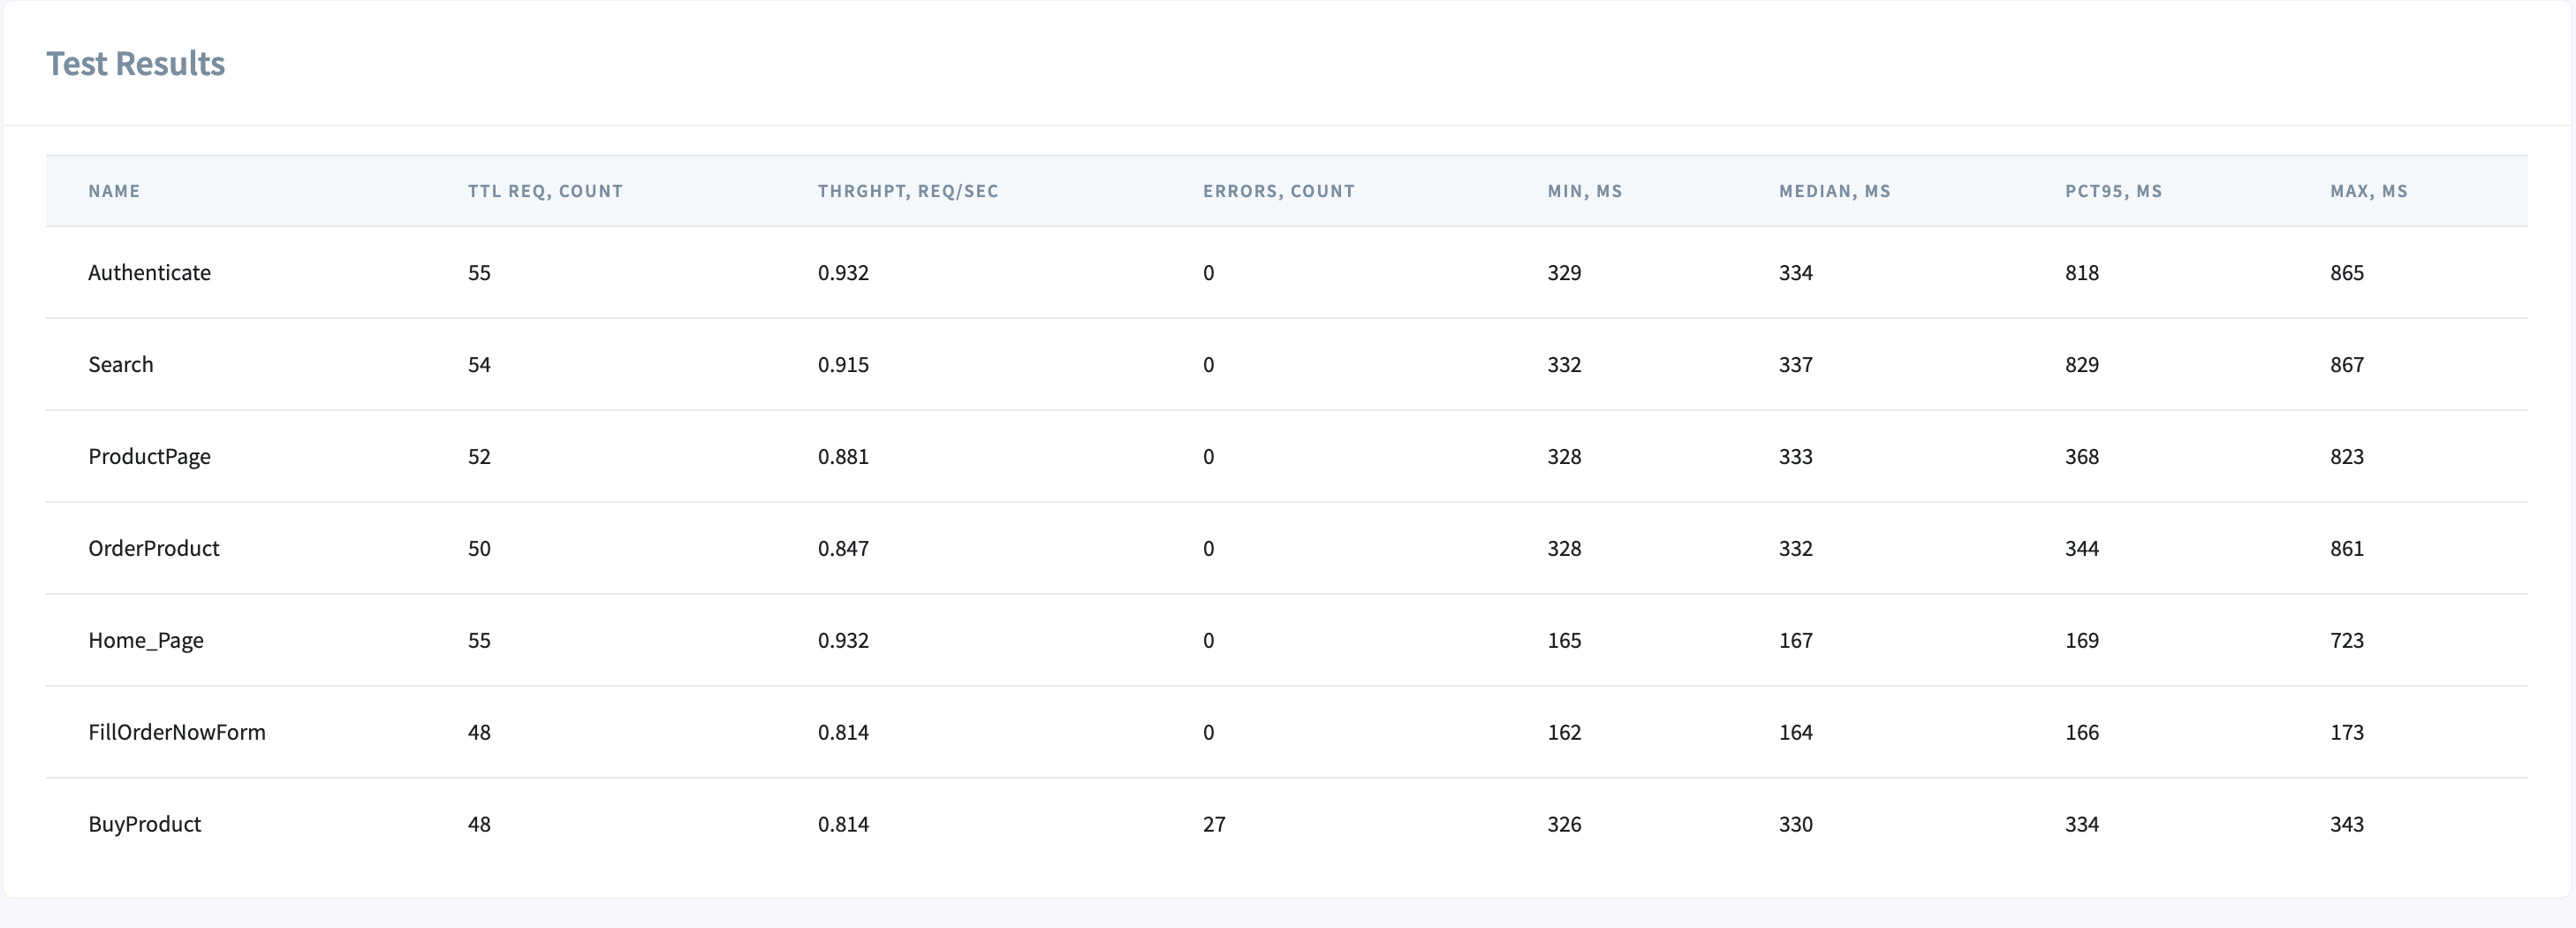 Test Results
NAME TTL REQ, COUNT THRGHPT, REQ/SEC ERRORS, COUNT MIN, MS MEDIAN, MS PCT95, MS MAX, MS
Authenticate 55 0.932 0 329 334 818 865
Search 54 0.915 0 332 337 829 867
ProductPage 52 0.881 0 328 333 368 823
OrderProduct 50 0.847 0 328 332 344 861
Home_Page 55 0.932 0 165 167 169 723
FillOrderNowForm 48 0.814 0 162 164 166 173
BuyProduct 48 0.814 27 326 330 334 343